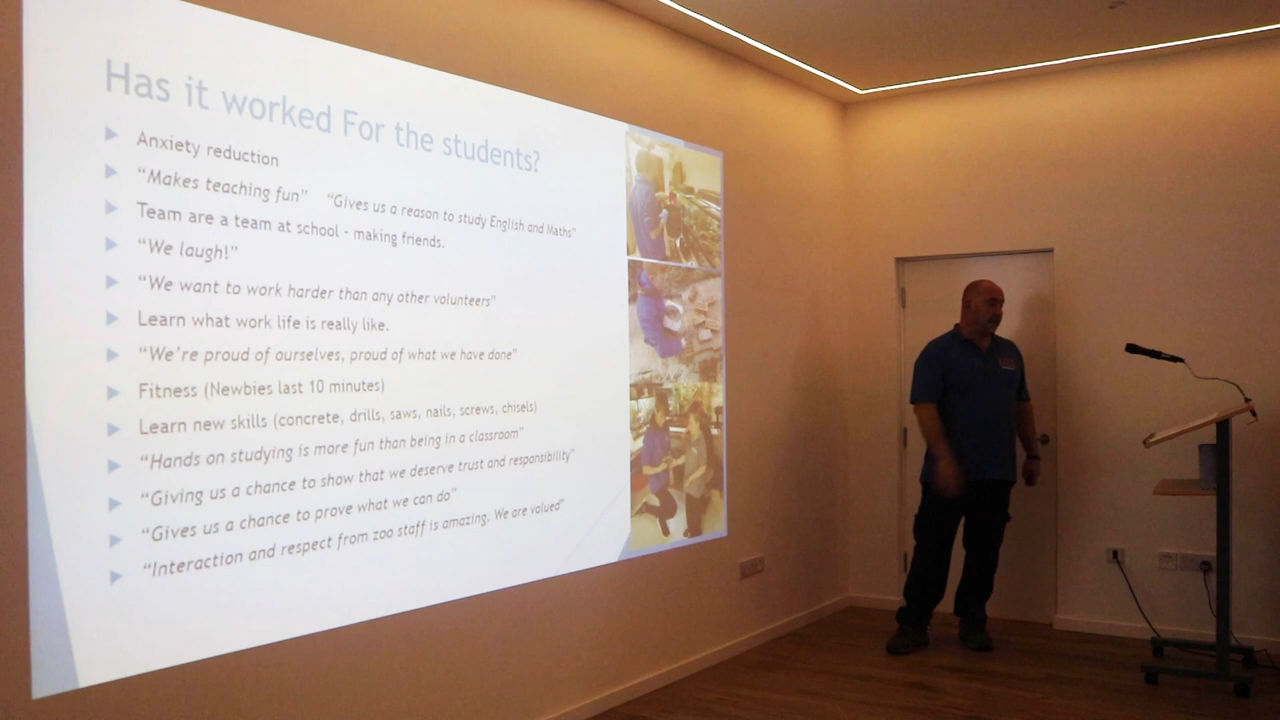 Has it worked For the students?
Anxiety reduction
“Makes teaching fun” “Gives us a reason to study English and Maths”
Team are a team at school - making friends.
“We laugh!”
“We want to work harder than any other volunteers”
Learn what work life is really like.
“We’re proud of ourselves, proud of what we have done”
Fitness (Newbies last 10 minutes)
Learn new skills (concrete, drills, saws, nails, screws, chisels)
“Hands on studying is more fun than being in a classroom”
“Giving us a chance to show that we deserve trust and responsibility”
“Gives us a chance to prove what we can do”
“Interaction and respect from zoo staff is amazing. We are valued”